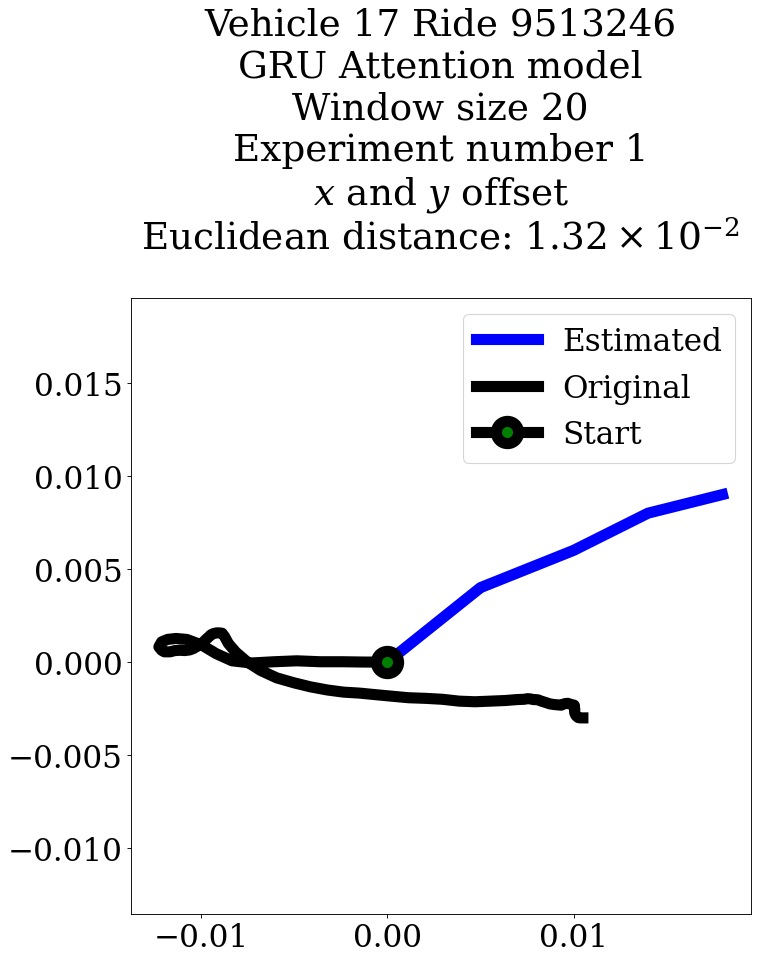 Vehicle 17 Ride 9513246
GRU Attention model
Window size 20
Experiment number 1
x and y offset
Euclidean distance: 1.32 × 10⁻²
Estimated
Original
Start
0.015
0.010
0.005
0.000
−0.005
−0.010
−0.01 0.00 0.01